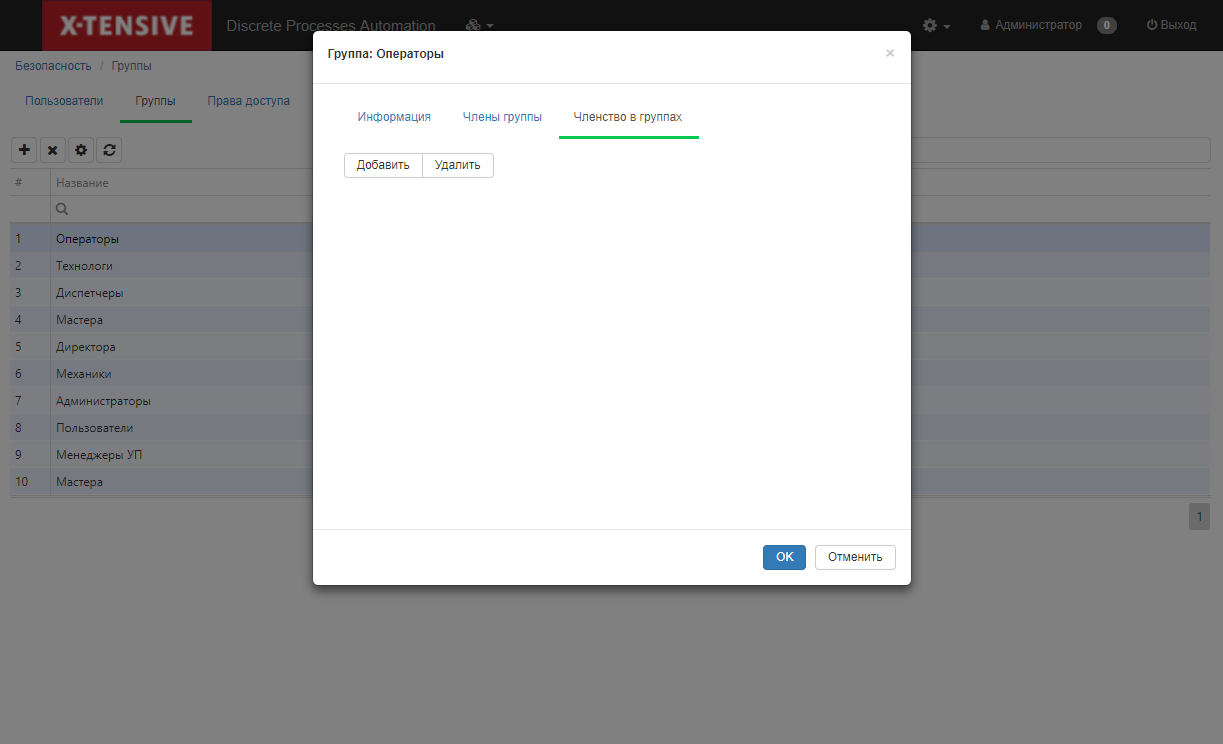 X-TENSIVE Discrete Processes Automation Администратор 0 Выход
Безопасность / Группы
Пользователи Группы Права доступа
# Название
1 Операторы
2 Технологи
3 Диспетчеры
4 Мастера
5 Директора
6 Механики
7 Администраторы
8 Пользователи
9 Менеджеры УП
10 Мастера
1
Группа: Операторы ×
Информация Члены группы Членство в группах
Добавить Удалить
OK Отменить